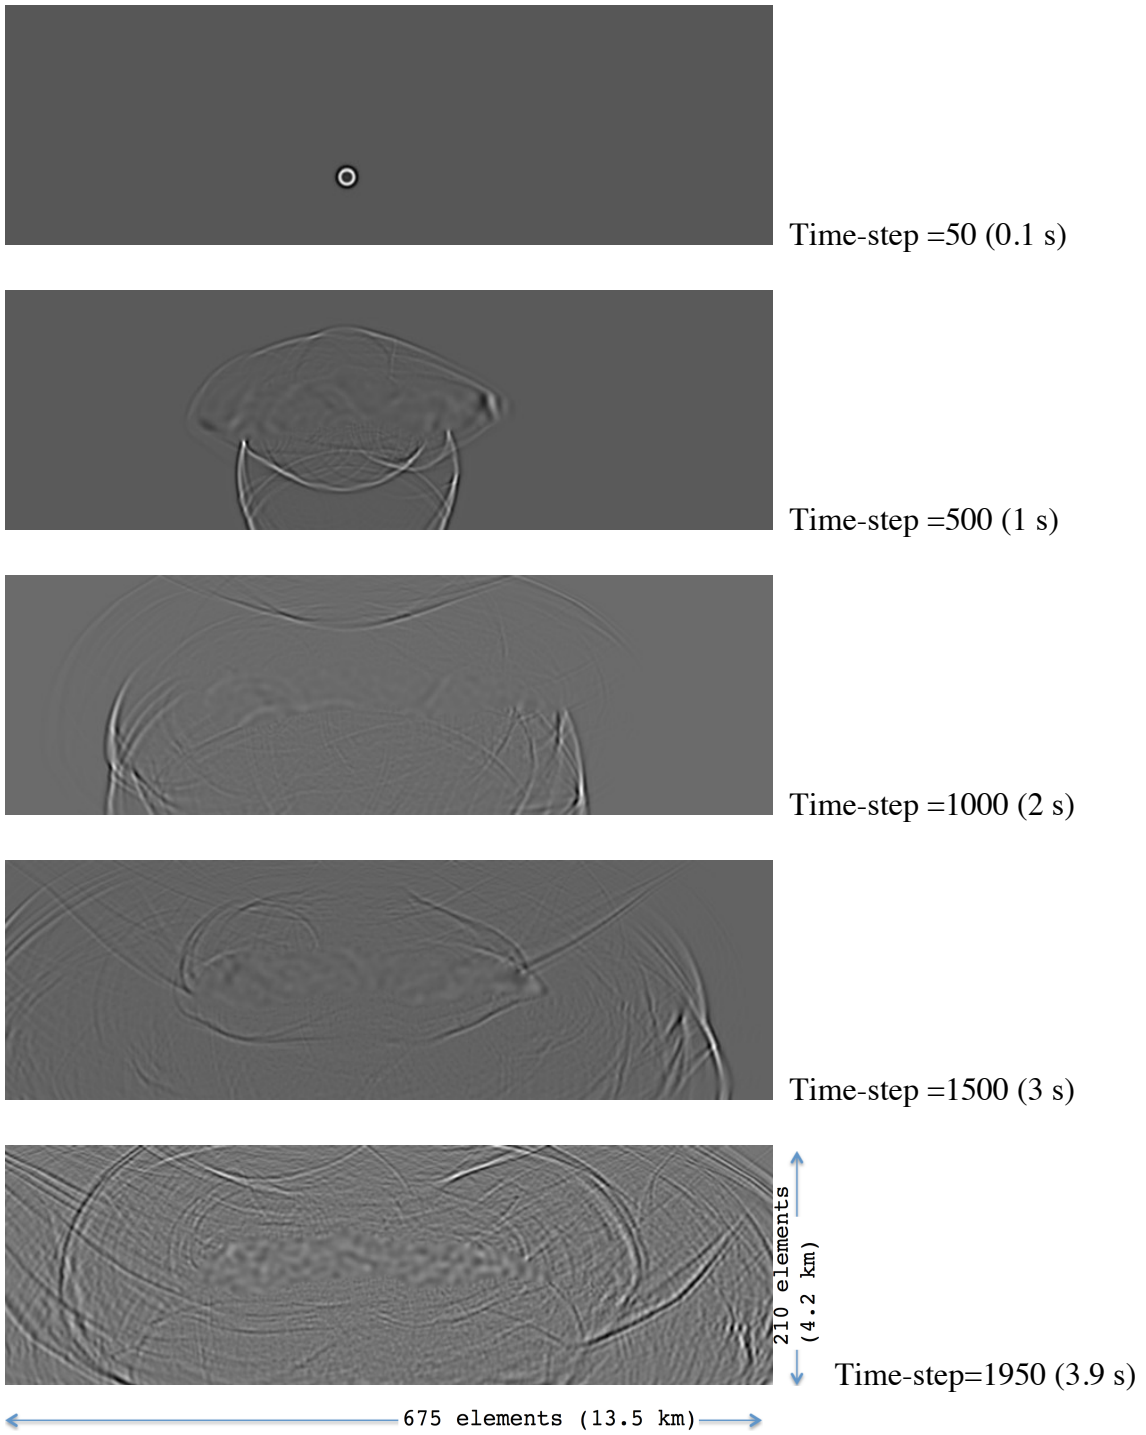 Time-step =50 (0.1 s)
Time-step =500 (1 s)
Time-step =1000 (2 s)
Time-step =1500 (3 s)
210 elements
(4.2 km)
Time-step=1950 (3.9 s)
675 elements (13.5 km)